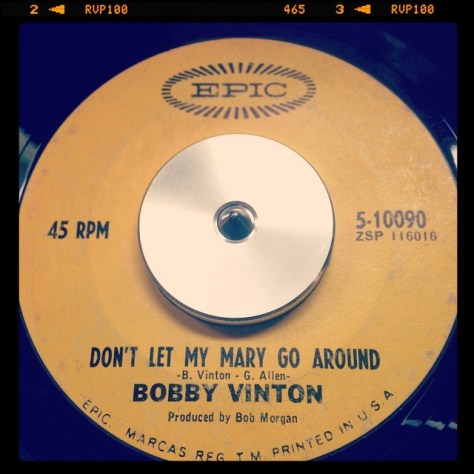 2 RVP100 465 3 RVP100
EPIC
45 RPM
5-10090
ZSP 116016
DON'T LET MY MARY GO AROUND
-B. Vinton - G. Allen-
BOBBY VINTON
Produced by Bob Morgan
EPIC, MARCAS REG. T.M. PRINTED IN U.S.A.